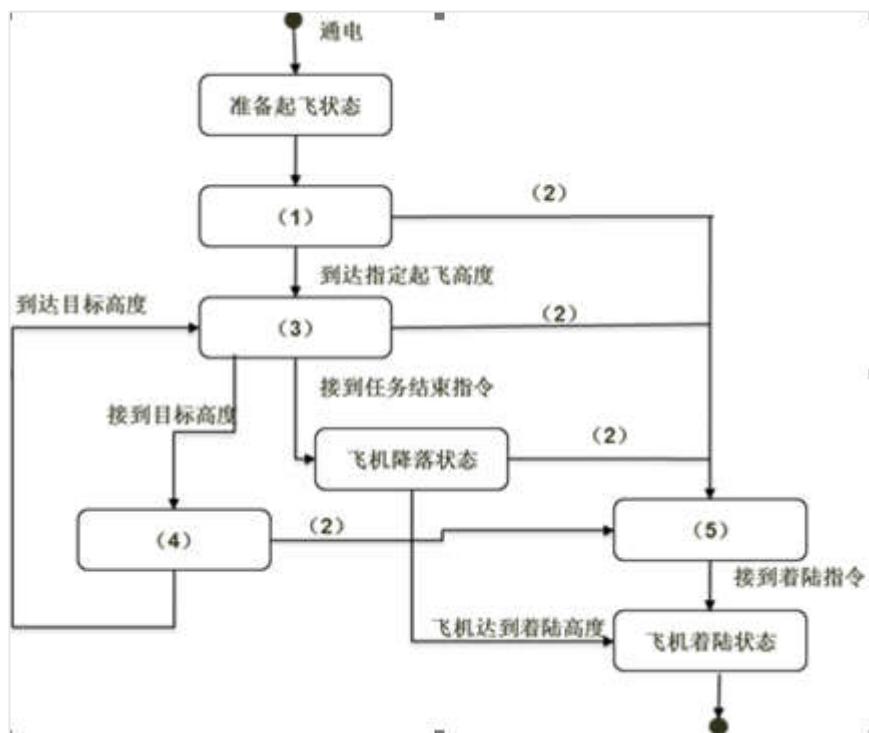 通电
准备起飞状态
（2）
（1）
到达指定起飞高度
到达目标高度
（2）
（3）
接到任务结束指令
接到目标高度
（2）
飞机降落状态
（2）
（4）
（5）
接到着陆指令
飞机达到着陆高度
飞机着陆状态